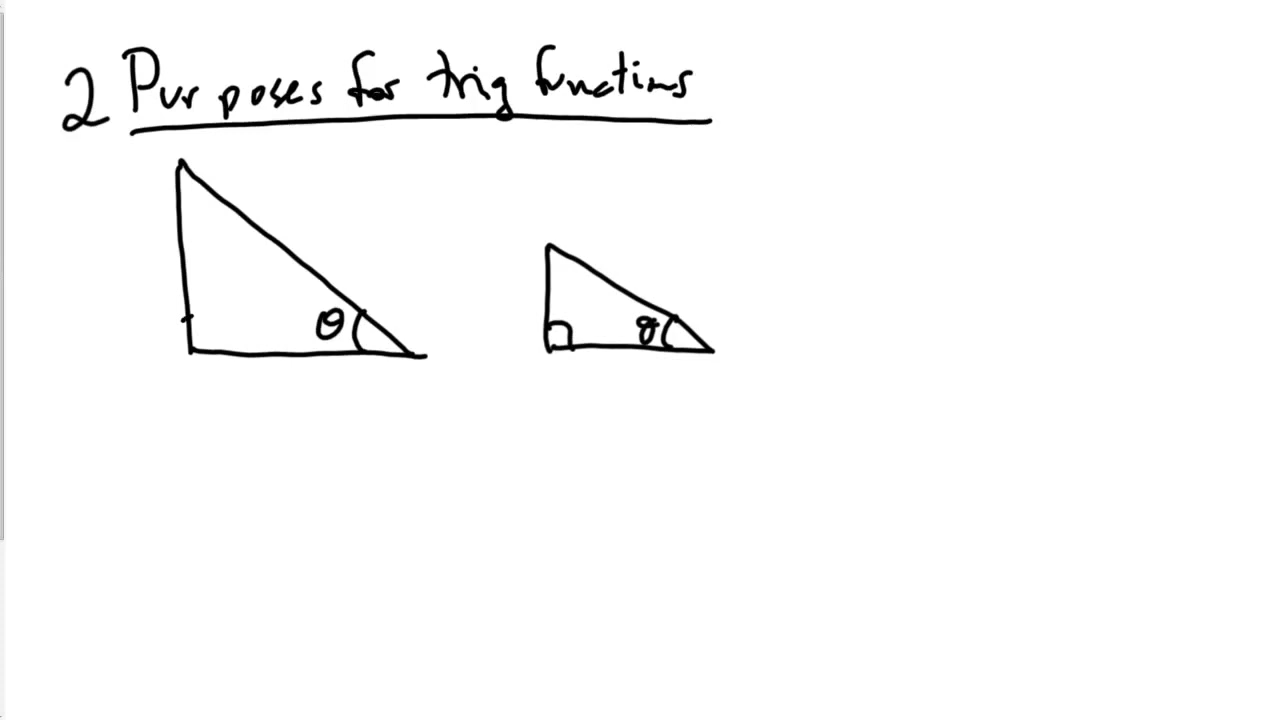 2 Purposes for trig functions
θ
θ